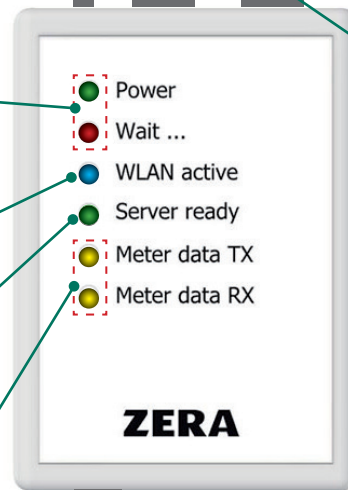 Power
Wait ...
WLAN active
Server ready
Meter data TX
Meter data RX
ZERA